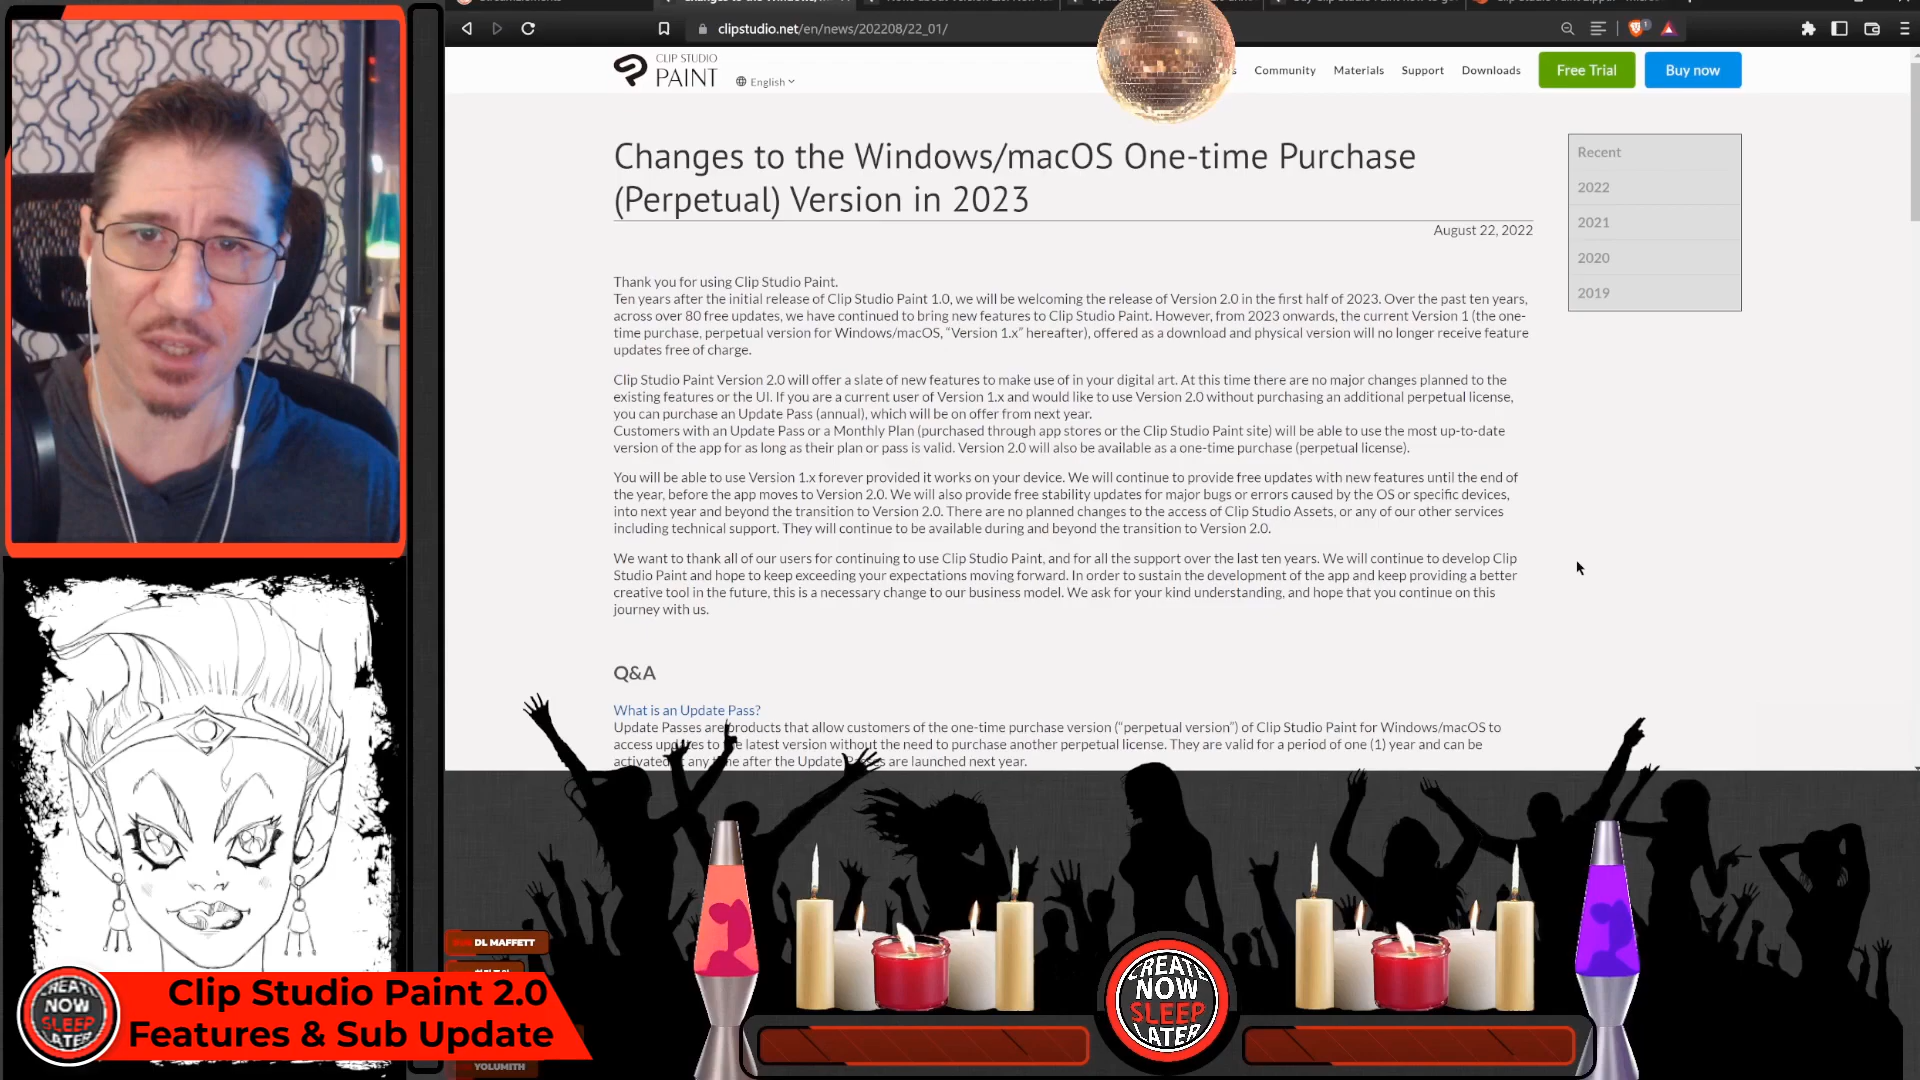 clipstudio.net/en/news/202208/22_01/
CLIP STUDIO
PAINT
English
Community
Materials
Support
Downloads
Free Trial
Buy now
Changes to the Windows/macOS One-time Purchase
(Perpetual) Version in 2023
August 22, 2022
Recent
2022
2021
2020
2019
Thank you for using Clip Studio Paint.
Ten years after the initial release of Clip Studio Paint 1.0, we will be welcoming the release of Version 2.0 in the first half of 2023. Over the past ten years,
across over 80 free updates, we have continued to bring new features to Clip Studio Paint. However, from 2023 onwards, the current Version 1 (the one-
time purchase, perpetual version for Windows/macOS, “Version 1.x” hereafter), offered as a download and physical version will no longer receive feature
updates free of charge.
Clip Studio Paint Version 2.0 will offer a slate of new features to make use of in your digital art. At this time there are no major changes planned to the
existing features or the UI. If you are a current user of Version 1.x and would like to use Version 2.0 without purchasing an additional perpetual license,
you can purchase an Update Pass (annual), which will be on offer from next year.
Customers with an Update Pass or a Monthly Plan (purchased through app stores or the Clip Studio Paint site) will be able to use the most up-to-date
version of the app for as long as their plan or pass is valid. Version 2.0 will also be available as a one-time purchase (perpetual license).
You will be able to use Version 1.x forever provided it works on your device. We will continue to provide free updates with new features until the end of
the year, before the app moves to Version 2.0. We will also provide free stability updates for major bugs or errors caused by the OS or specific devices,
into next year and beyond the transition to Version 2.0. There are no planned changes to the access of Clip Studio Assets, or any of our other services
including technical support. They will continue to be available during and beyond the transition to Version 2.0.
We want to thank all of our users for continuing to use Clip Studio Paint, and for all the support over the last ten years. We will continue to develop Clip
Studio Paint and hope to keep exceeding your expectations moving forward. In order to sustain the development of the app and keep providing a better
creative tool in the future, this is a necessary change to our business model. We ask for your kind understanding, and hope that you continue on this
journey with us.
Q&A
What is an Update Pass?
Update Passes are products that allow customers of the one-time purchase version (“perpetual version”) of Clip Studio Paint for Windows/macOS to
access updates to the latest version without the need to purchase another perpetual license. They are valid for a period of one (1) year and can be
activated at any time after the Update Passes are launched next year.
DL MAFFETT
YOLUMITH
CREATE
NOW
SLEEP
LATER
Clip Studio Paint 2.0
Features & Sub Update
CREATE
NOW
SLEEP
LATER